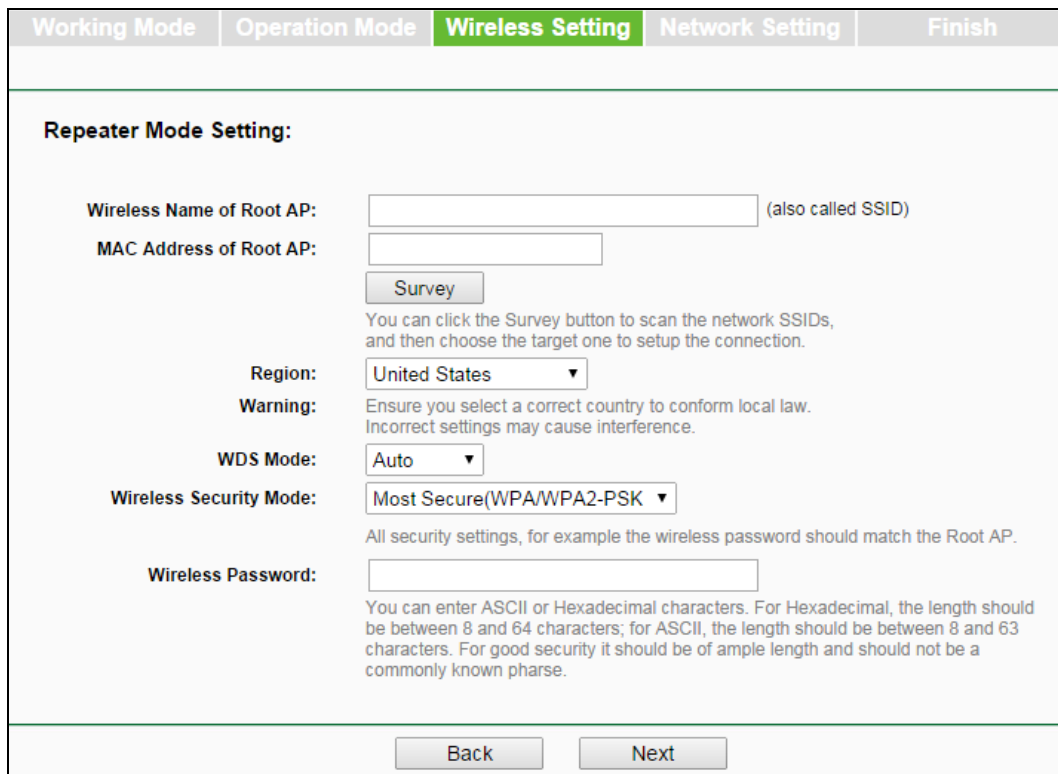 Working Mode Operation Mode Wireless Setting Network Setting Finish
Repeater Mode Setting:
Wireless Name of Root AP: (also called SSID)
MAC Address of Root AP:
Survey
You can click the Survey button to scan the network SSIDs,
and then choose the target one to setup the connection.
Region: United States
Warning: Ensure you select a correct country to conform local law.
Incorrect settings may cause interference.
WDS Mode: Auto
Wireless Security Mode: Most Secure(WPA/WPA2-PSK
All security settings, for example the wireless password should match the Root AP.
Wireless Password:
You can enter ASCII or Hexadecimal characters. For Hexadecimal, the length should
be between 8 and 64 characters; for ASCII, the length should be between 8 and 63
characters. For good security it should be of ample length and should not be a
commonly known pharse.
Back Next